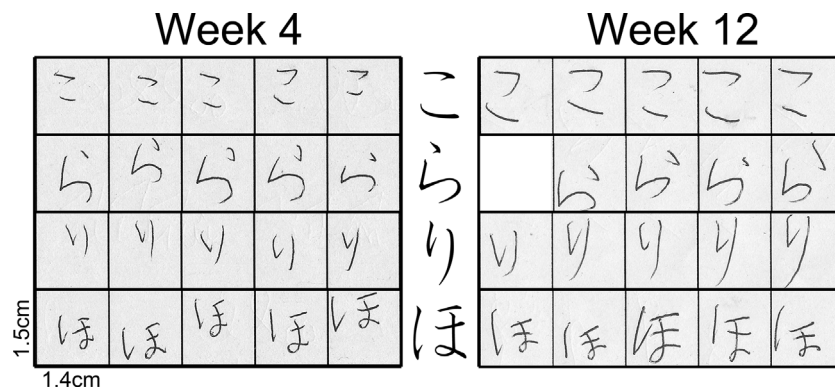 Week 4 Week 12
こ こ こ こ こ こ こ こ こ こ こ
ら ら ら ら ら ら ら ら ら ら
り り り り り り り り り り り
ほ ほ ほ ほ ほ ほ ほ ほ ほ ほ ほ
1.5cm
1.4cm